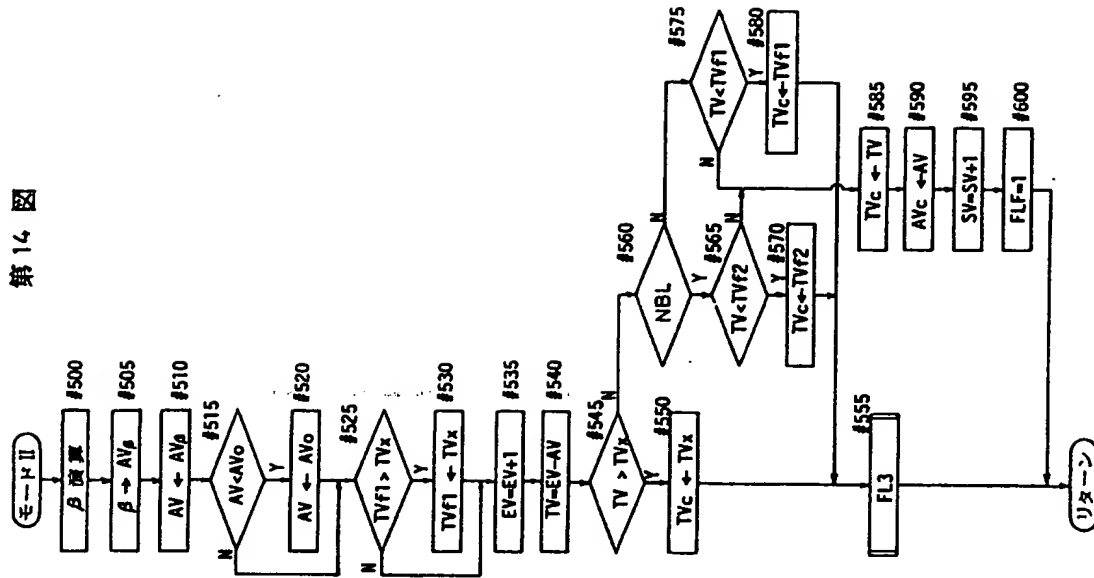 第14図
モードⅡ
β演算 #500
β→AVβ #505
AV←AVβ #510
AV<AVo #515
N
Y
AV←AVo #520
TVf1>TVx #525
N
Y
TVf1←TVx #530
EV=EV+1 #535
TV=EV-AV #540
TV>TVx #545
N
Y
TVc←TVx #550
FL3 #555
NBL #560
N
Y
TV<TVf2 #565
N
Y
TVc←TVf2 #570
TV<TVf1 #575
N
Y
TVc←TVf1 #580
TVc←TV #585
AVc←AV #590
SV=SV+1 #595
FLF=1 #600
リターン